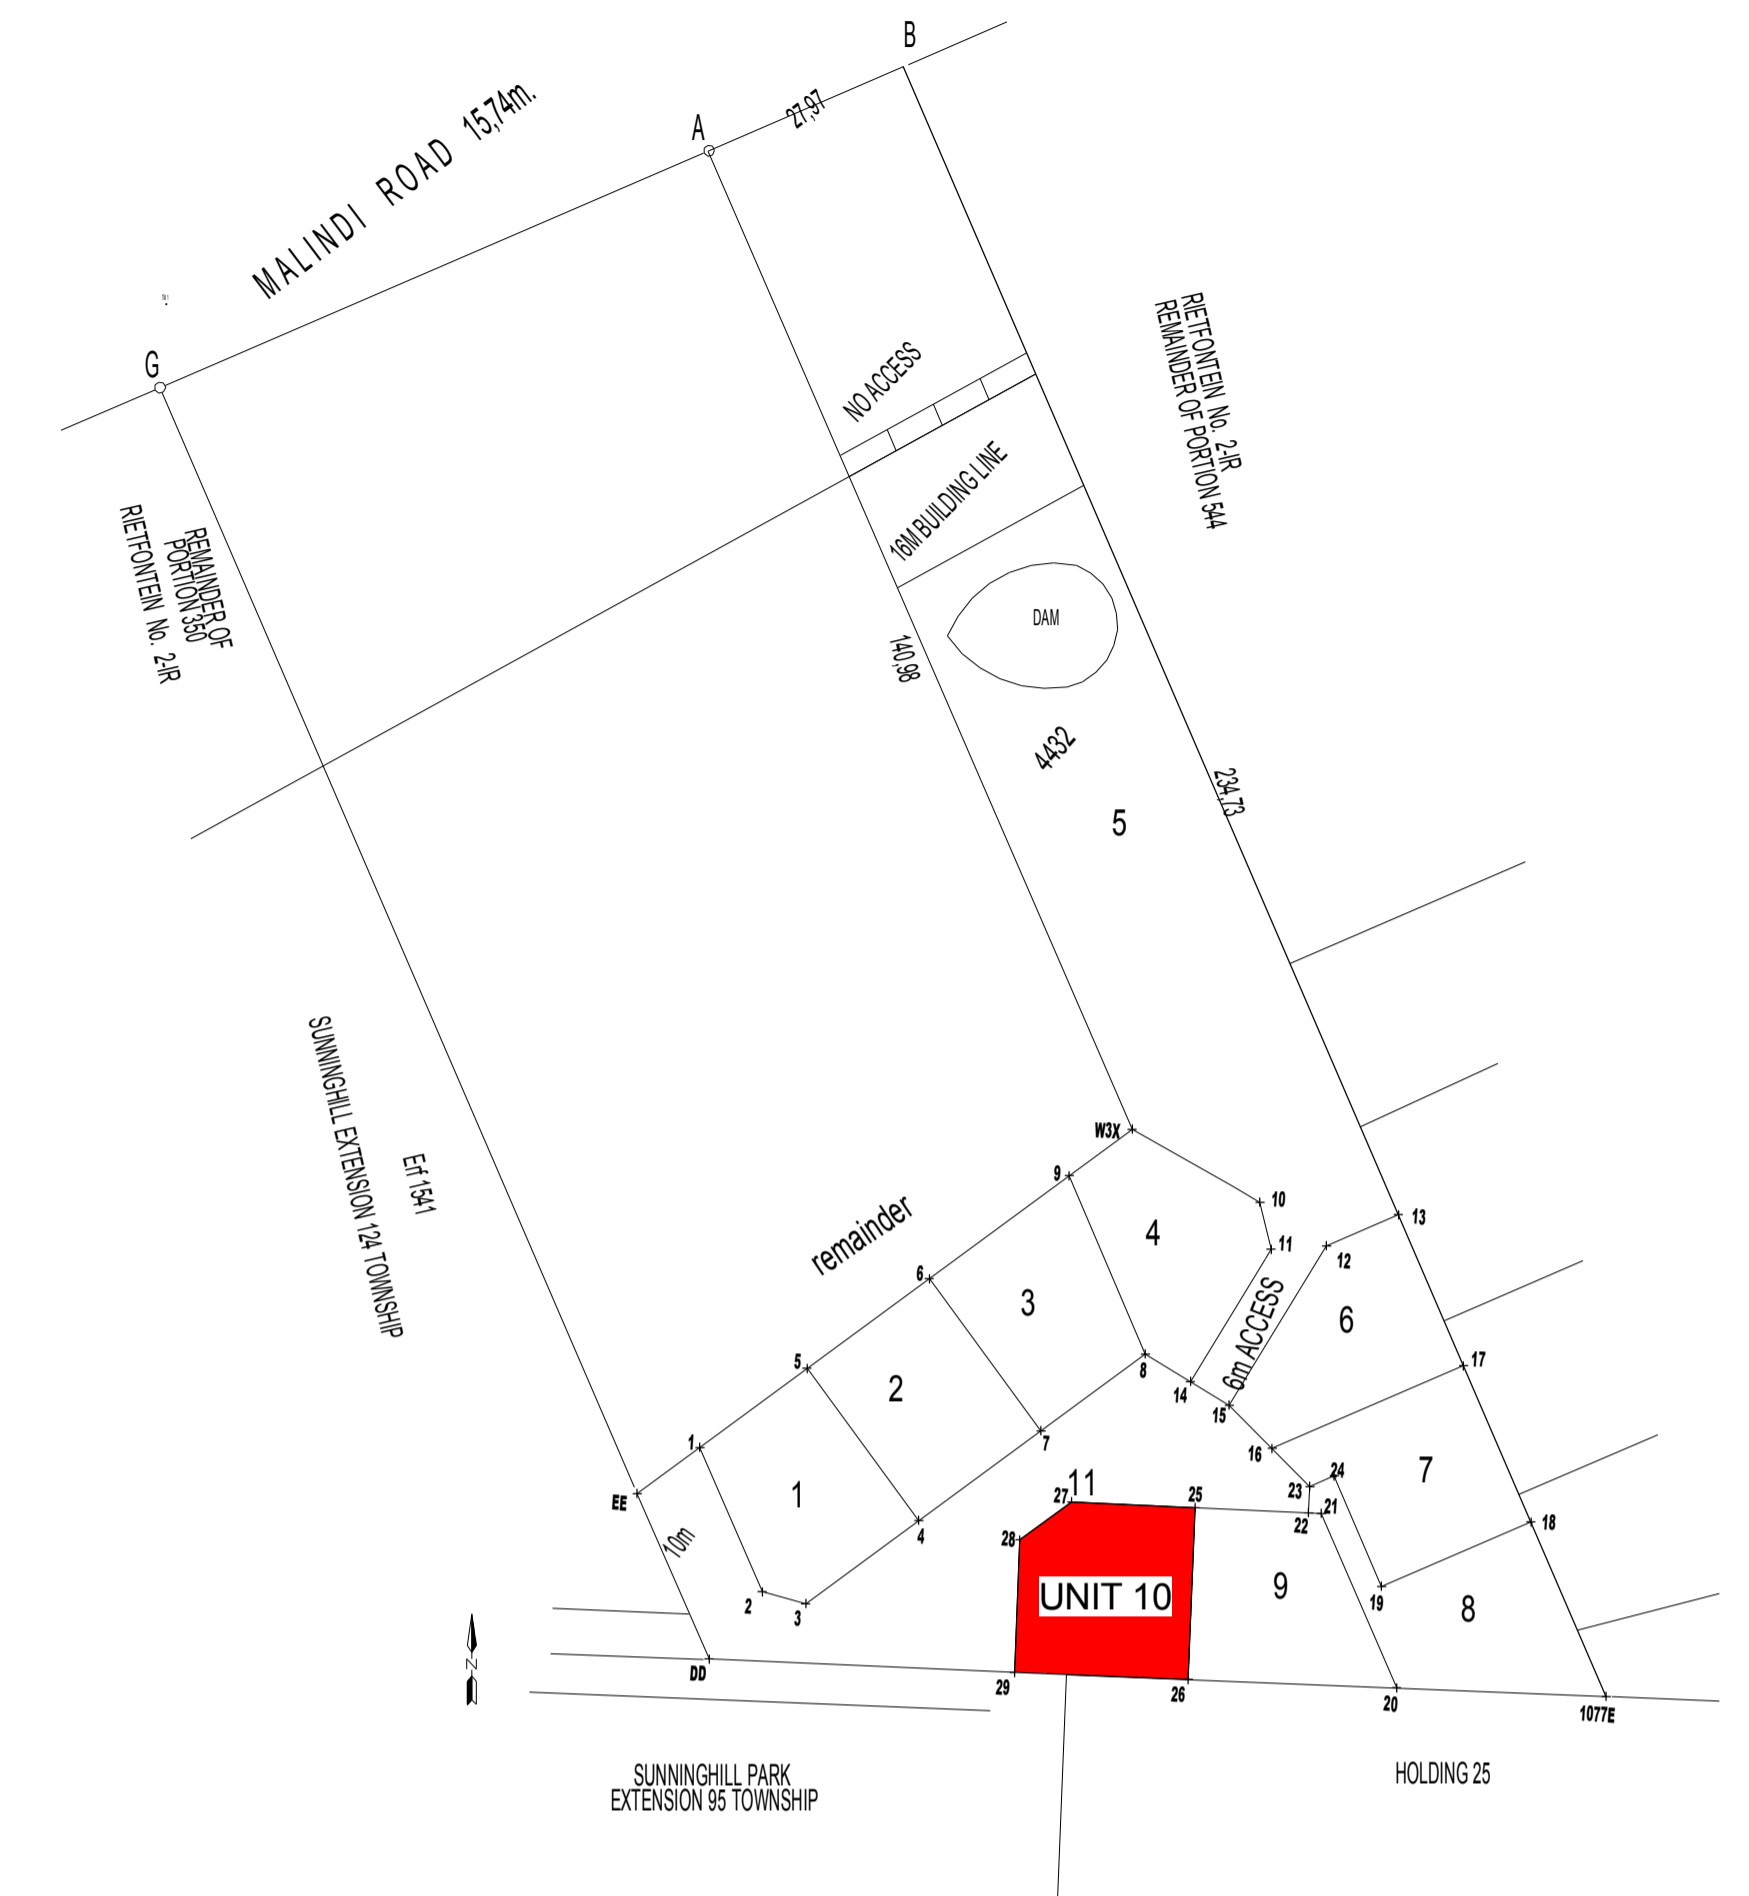 B
27,97
A
MALINDI ROAD 15,74m.
G
NO ACCESS
16M BUILDING LINE
RIETFONTEIN No. 2-IR
REMAINDER OF PORTION 544
REMAINDER OF
PORTION 350
RIETFONTEIN No. 2-IR
DAM
140,98
4432
234,73
5
SUNNINGHILL EXTENSION 124 TOWNSHIP
Erf 1541
W3X
9
10
13
remainder
4
11
12
6
3
6m ACCESS
6
5
8
17
2
14
15
1
7
16
24
7
EE
1
11
27
25
23
21
22
18
4
28
10m
UNIT 10
9
19
8
2
3
N
DD
29
26
20
1077E
SUNNINGHILL PARK
EXTENSION 95 TOWNSHIP
HOLDING 25